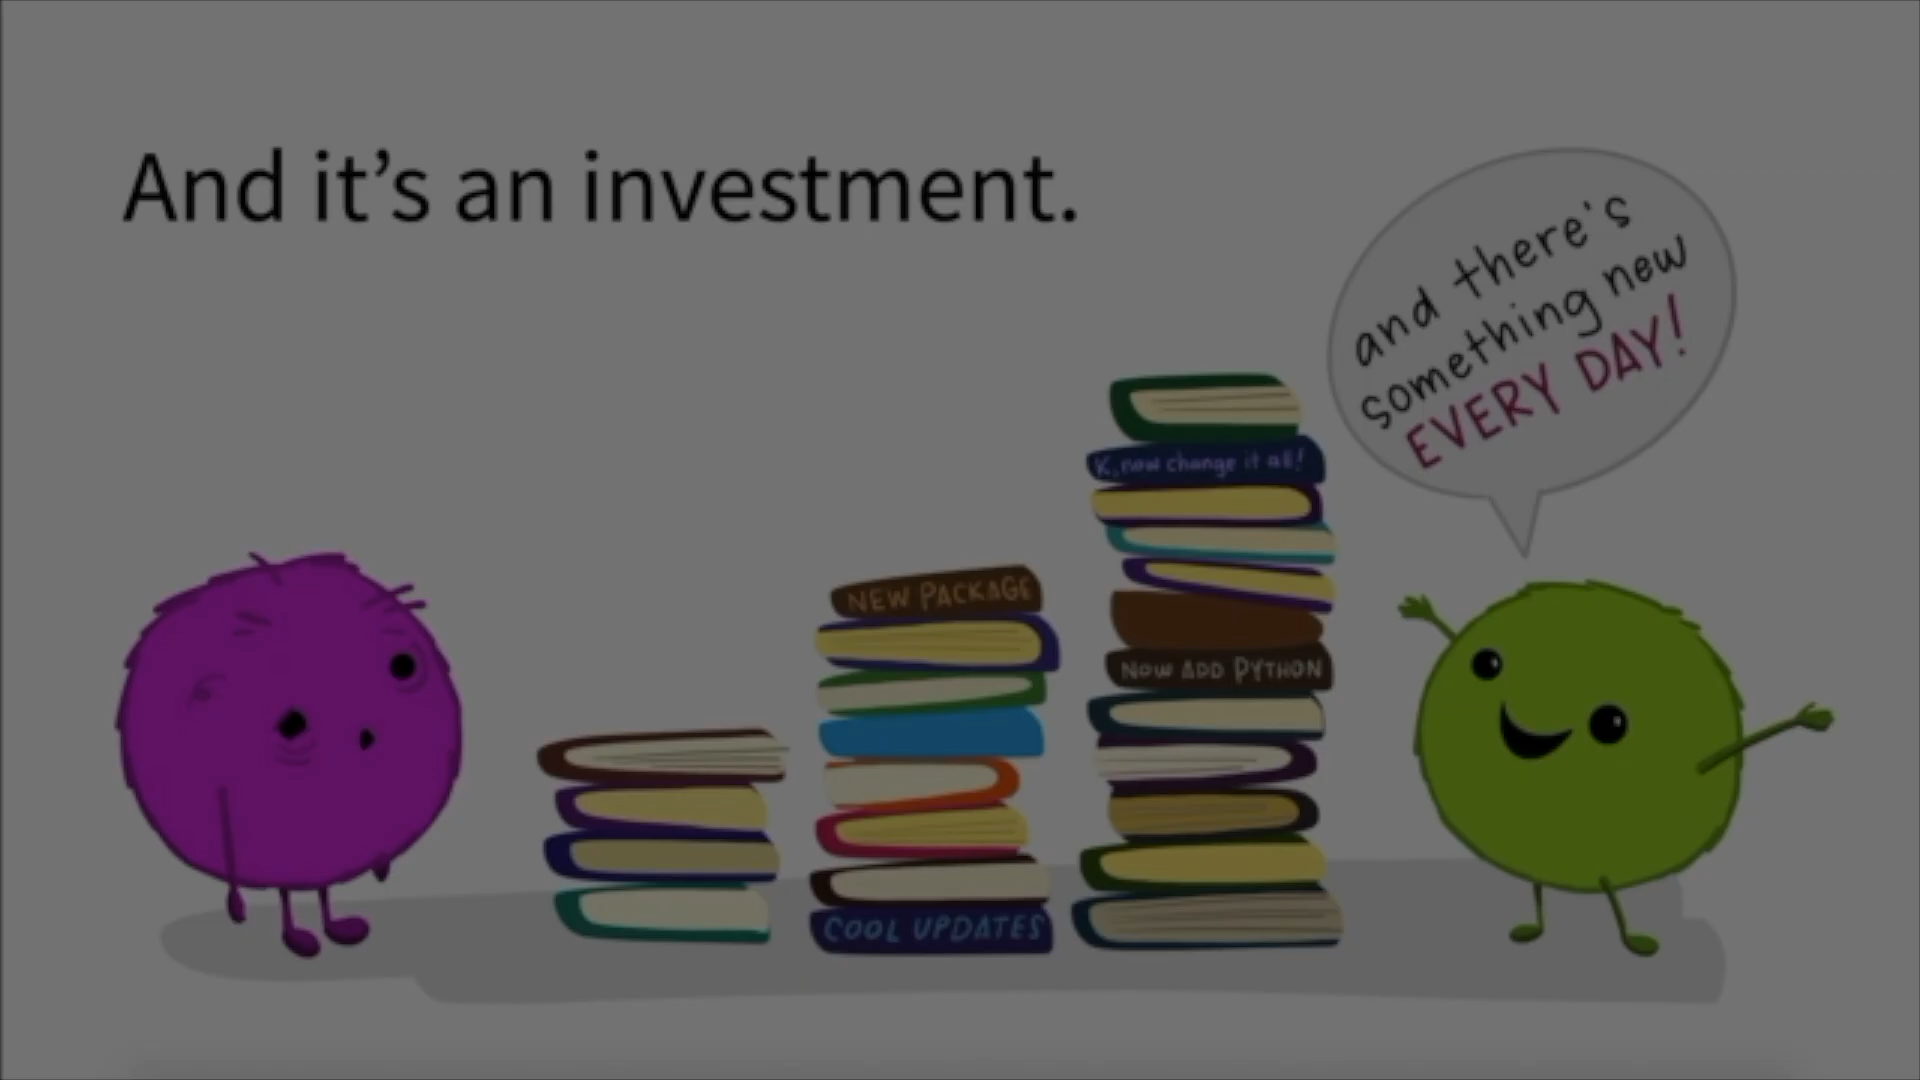 And it’s an investment.
and there's
something new
EVERY DAY!
K, now change it all!
NEW PACKAGE
NOW ADD PYTHON
COOL UPDATES